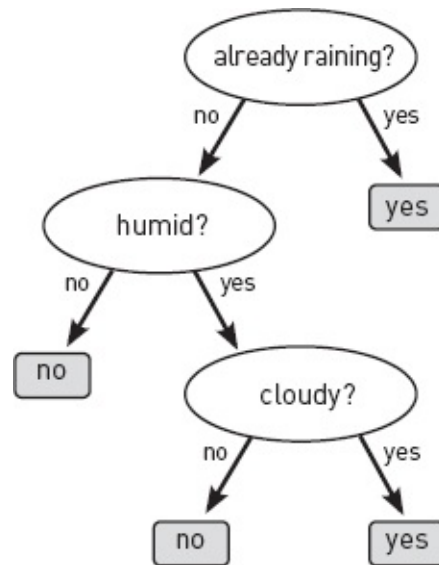 already raining?
no yes
yes
humid?
no yes
no
cloudy?
no yes
no yes